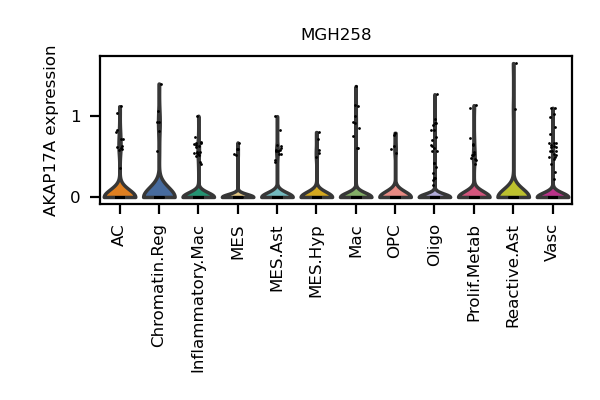 MGH258
AKAP17A expression
1
0
AC
Chromatin.Reg
Inflammatory.Mac
MES
MES.Ast
MES.Hyp
Mac
OPC
Oligo
Prolif.Metab
Reactive.Ast
Vasc